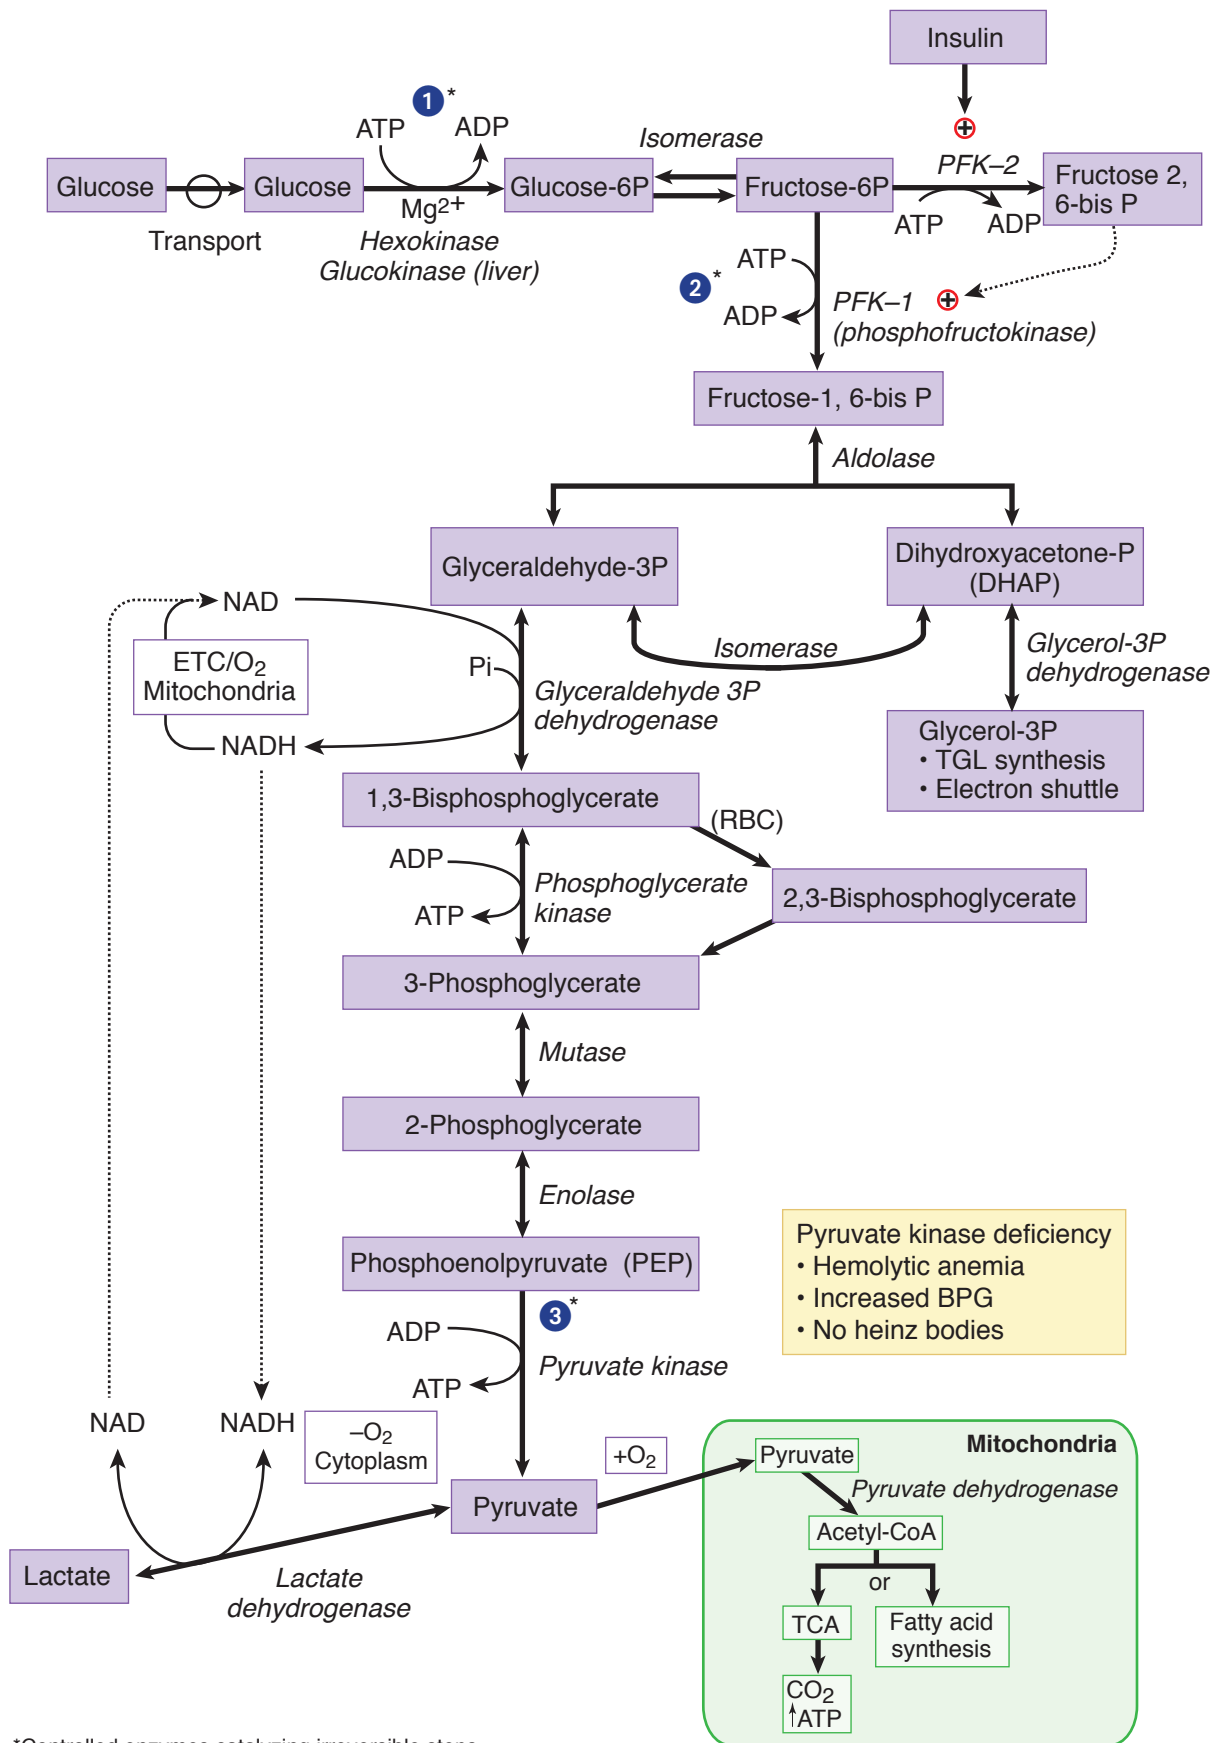 Insulin
1*
ATP
ADP
Isomerase
PFK–2
Glucose
Glucose
Glucose-6P
Fructose-6P
Fructose 2,
6-bis P
Mg2+
ATP
ADP
Transport
Hexokinase
Glucokinase (liver)
ATP
2*
ADP
PFK–1
(phosphofructokinase)
Fructose-1, 6-bis P
Aldolase
Glyceraldehyde-3P
Dihydroxyacetone-P
(DHAP)
NAD
Isomerase
Glycerol-3P
dehydrogenase
ETC/O2
Mitochondria
Pi
Glyceraldehyde 3P
dehydrogenase
NADH
Glycerol-3P
• TGL synthesis
• Electron shuttle
1,3-Bisphosphoglycerate
(RBC)
ADP
Phosphoglycerate
kinase
ATP
2,3-Bisphosphoglycerate
3-Phosphoglycerate
Mutase
2-Phosphoglycerate
Enolase
Phosphoenolpyruvate (PEP)
Pyruvate kinase deficiency
• Hemolytic anemia
• Increased BPG
• No heinz bodies
3*
ADP
Pyruvate kinase
ATP
NAD
NADH
–O2
Cytoplasm
+O2
Mitochondria
Pyruvate
Pyruvate dehydrogenase
Pyruvate
Acetyl-CoA
or
Lactate
Lactate
dehydrogenase
TCA
Fatty acid
synthesis
CO2
↑ATP
*Controlled enzymes catalyzing irreversible steps